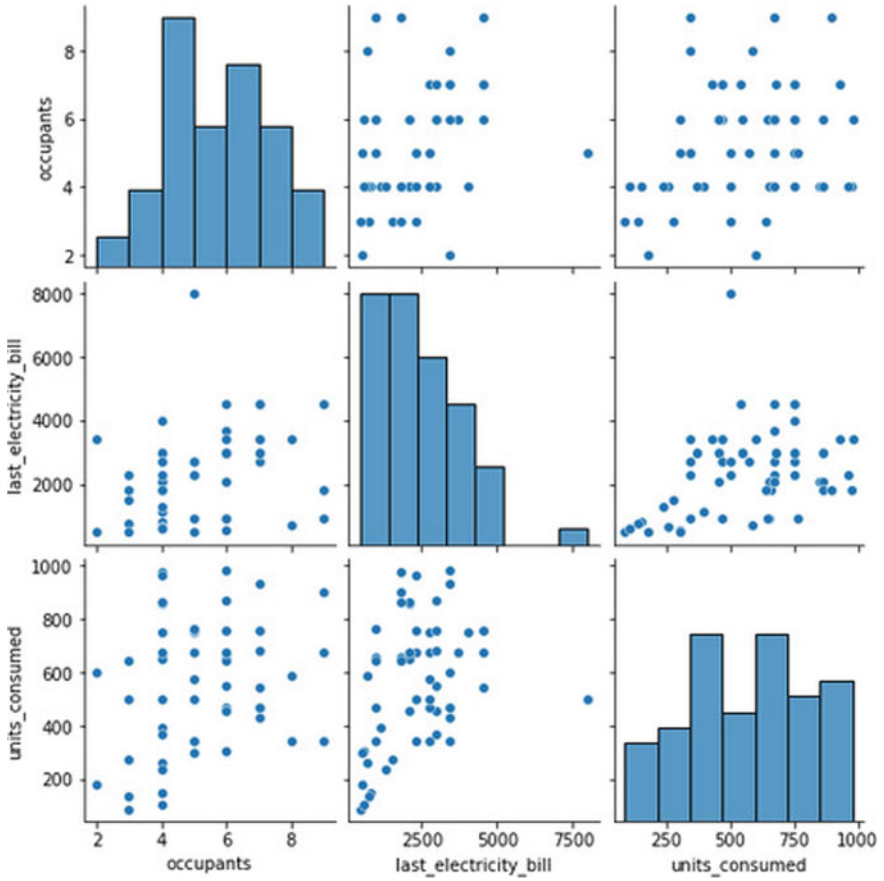 occupants
8
6
4
2
last_electricity_bill
8000
6000
4000
2000
units_consumed
1000
800
600
400
200
2 4 6 8
occupants
2500 5000 7500
last_electricity_bill
250 500 750 1000
units_consumed